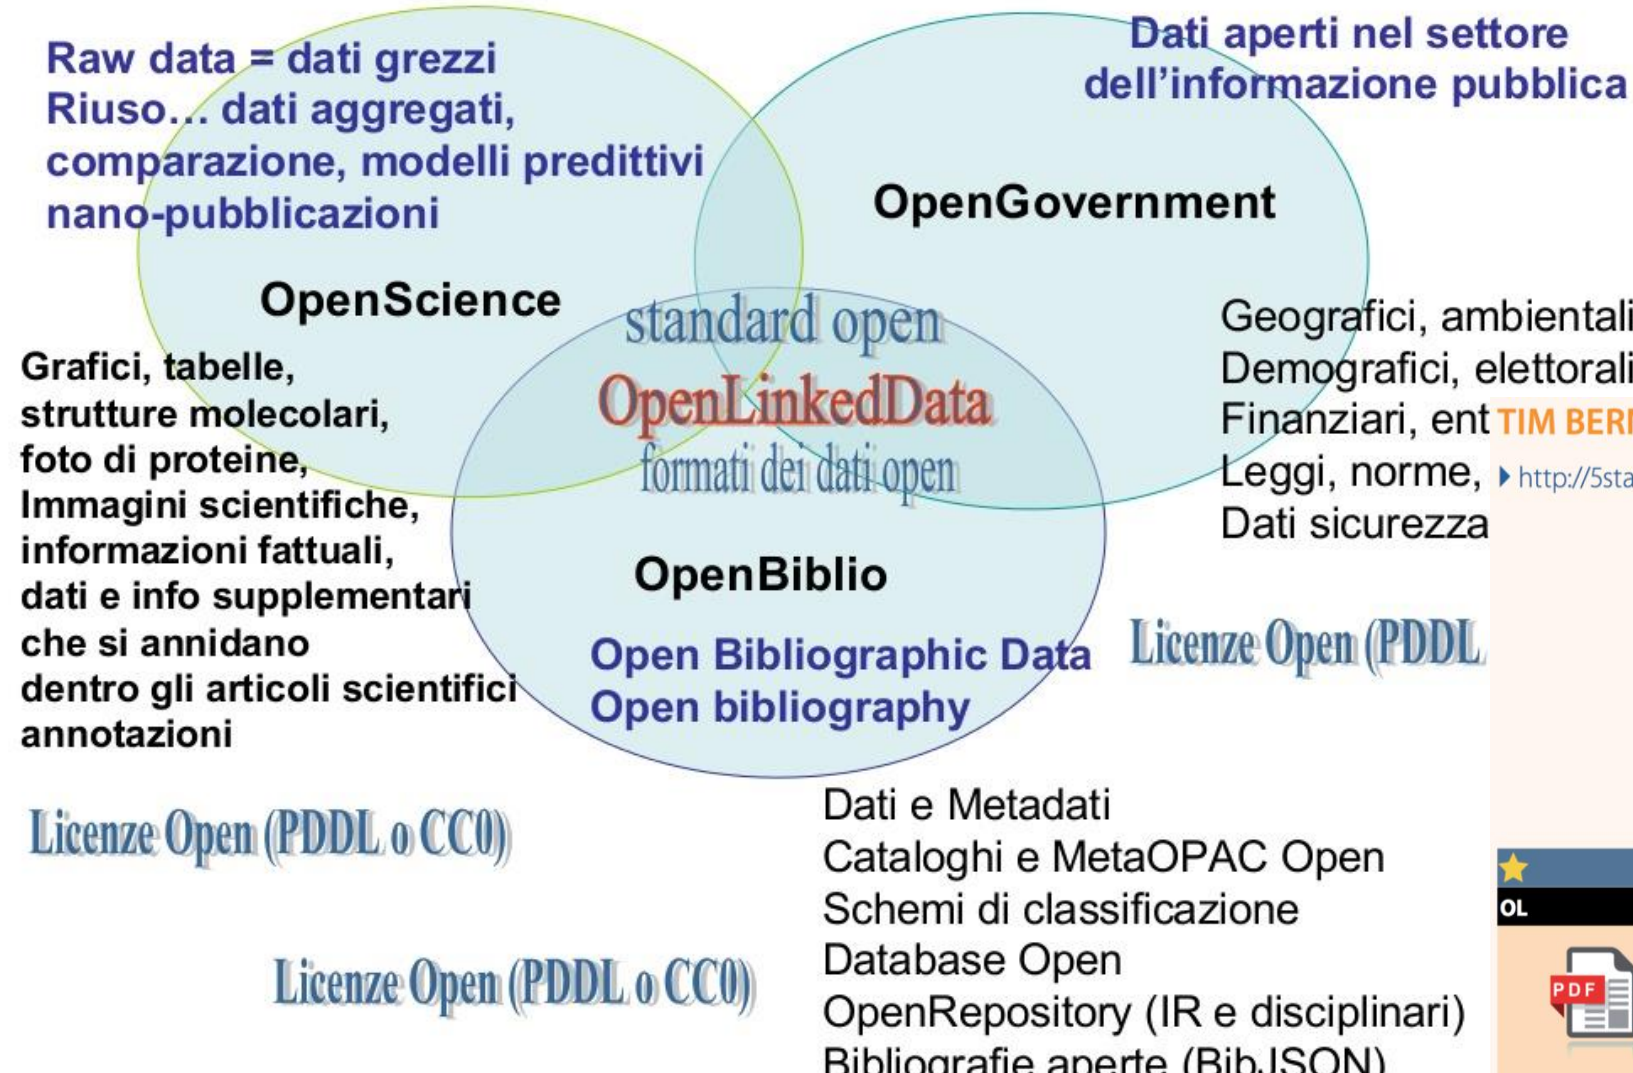 Raw data = dati grezzi
Riuso... dati aggregati,
comparazione, modelli predittivi
nano-pubblicazioni
Dati aperti nel settore
dell'informazione pubblica
OpenGovernment
OpenScience
standard open
OpenLinkedData
formati dei dati open
Grafici, tabelle,
strutture molecolari,
foto di proteine,
Immagini scientifiche,
informazioni fattuali,
dati e info supplementari
che si annidano
dentro gli articoli scientifici
annotazioni
Geografici, ambientali
Demografici, elettorali
Finanziari, ent
Leggi, norme,
Dati sicurezza
TIM BER
http://5sta
OpenBiblio
Open Bibliographic Data
Open bibliography
Licenze Open (PDDL
Licenze Open (PDDL o CC0)
Licenze Open (PDDL o CC0)
Dati e Metadati
Cataloghi e MetaOPAC Open
Schemi di classificazione
Database Open
OpenRepository (IR e disciplinari)
Bibliografie aperte (BibJSON)
OL
PDF